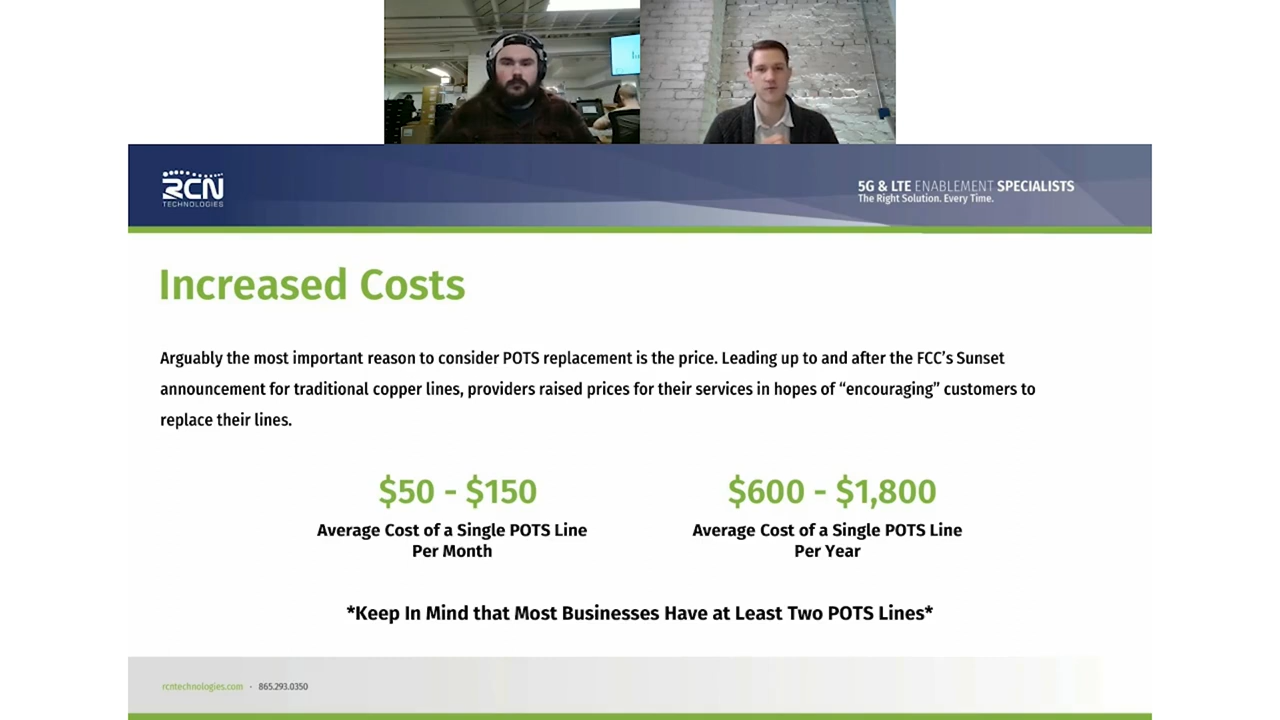 RCN
TECHNOLOGIES
5G & LTE ENABLEMENT SPECIALISTS
The Right Solution. Every Time.
Increased Costs
Arguably the most important reason to consider POTS replacement is the price. Leading up to and after the FCC’s Sunset
announcement for traditional copper lines, providers raised prices for their services in hopes of “encouraging” customers to
replace their lines.
$50 - $150
Average Cost of a Single POTS Line
Per Month
$600 - $1,800
Average Cost of a Single POTS Line
Per Year
*Keep In Mind that Most Businesses Have at Least Two POTS Lines*
rcntechnologies.com · 865.293.0350